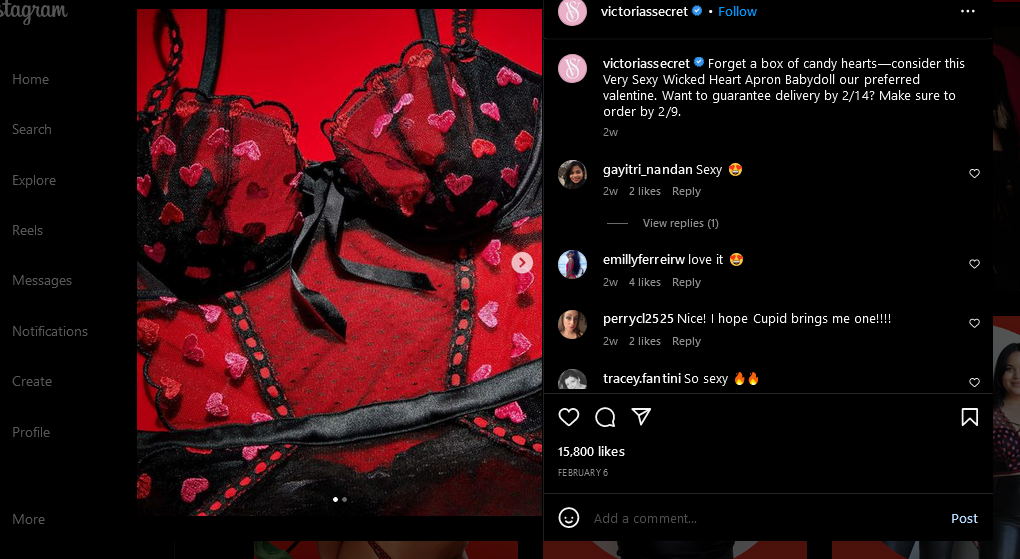 stagram
Home
Search
Explore
Reels
Messages
Notifications
Create
Profile
More
victoriassecret • Follow
victoriassecret Forget a box of candy hearts—consider this
Very Sexy Wicked Heart Apron Babydoll our preferred
valentine. Want to guarantee delivery by 2/14? Make sure to
order by 2/9.
2w
gayitri_nandan Sexy 😍
2w 2 likes Reply
View replies (1)
emillyferreirw love it 😍
2w 4 likes Reply
perrycl2525 Nice! I hope Cupid brings me one!!!!
2w 2 likes Reply
tracey.fantini So sexy 🔥🔥
15,800 likes
FEBRUARY 6
Add a comment...
Post